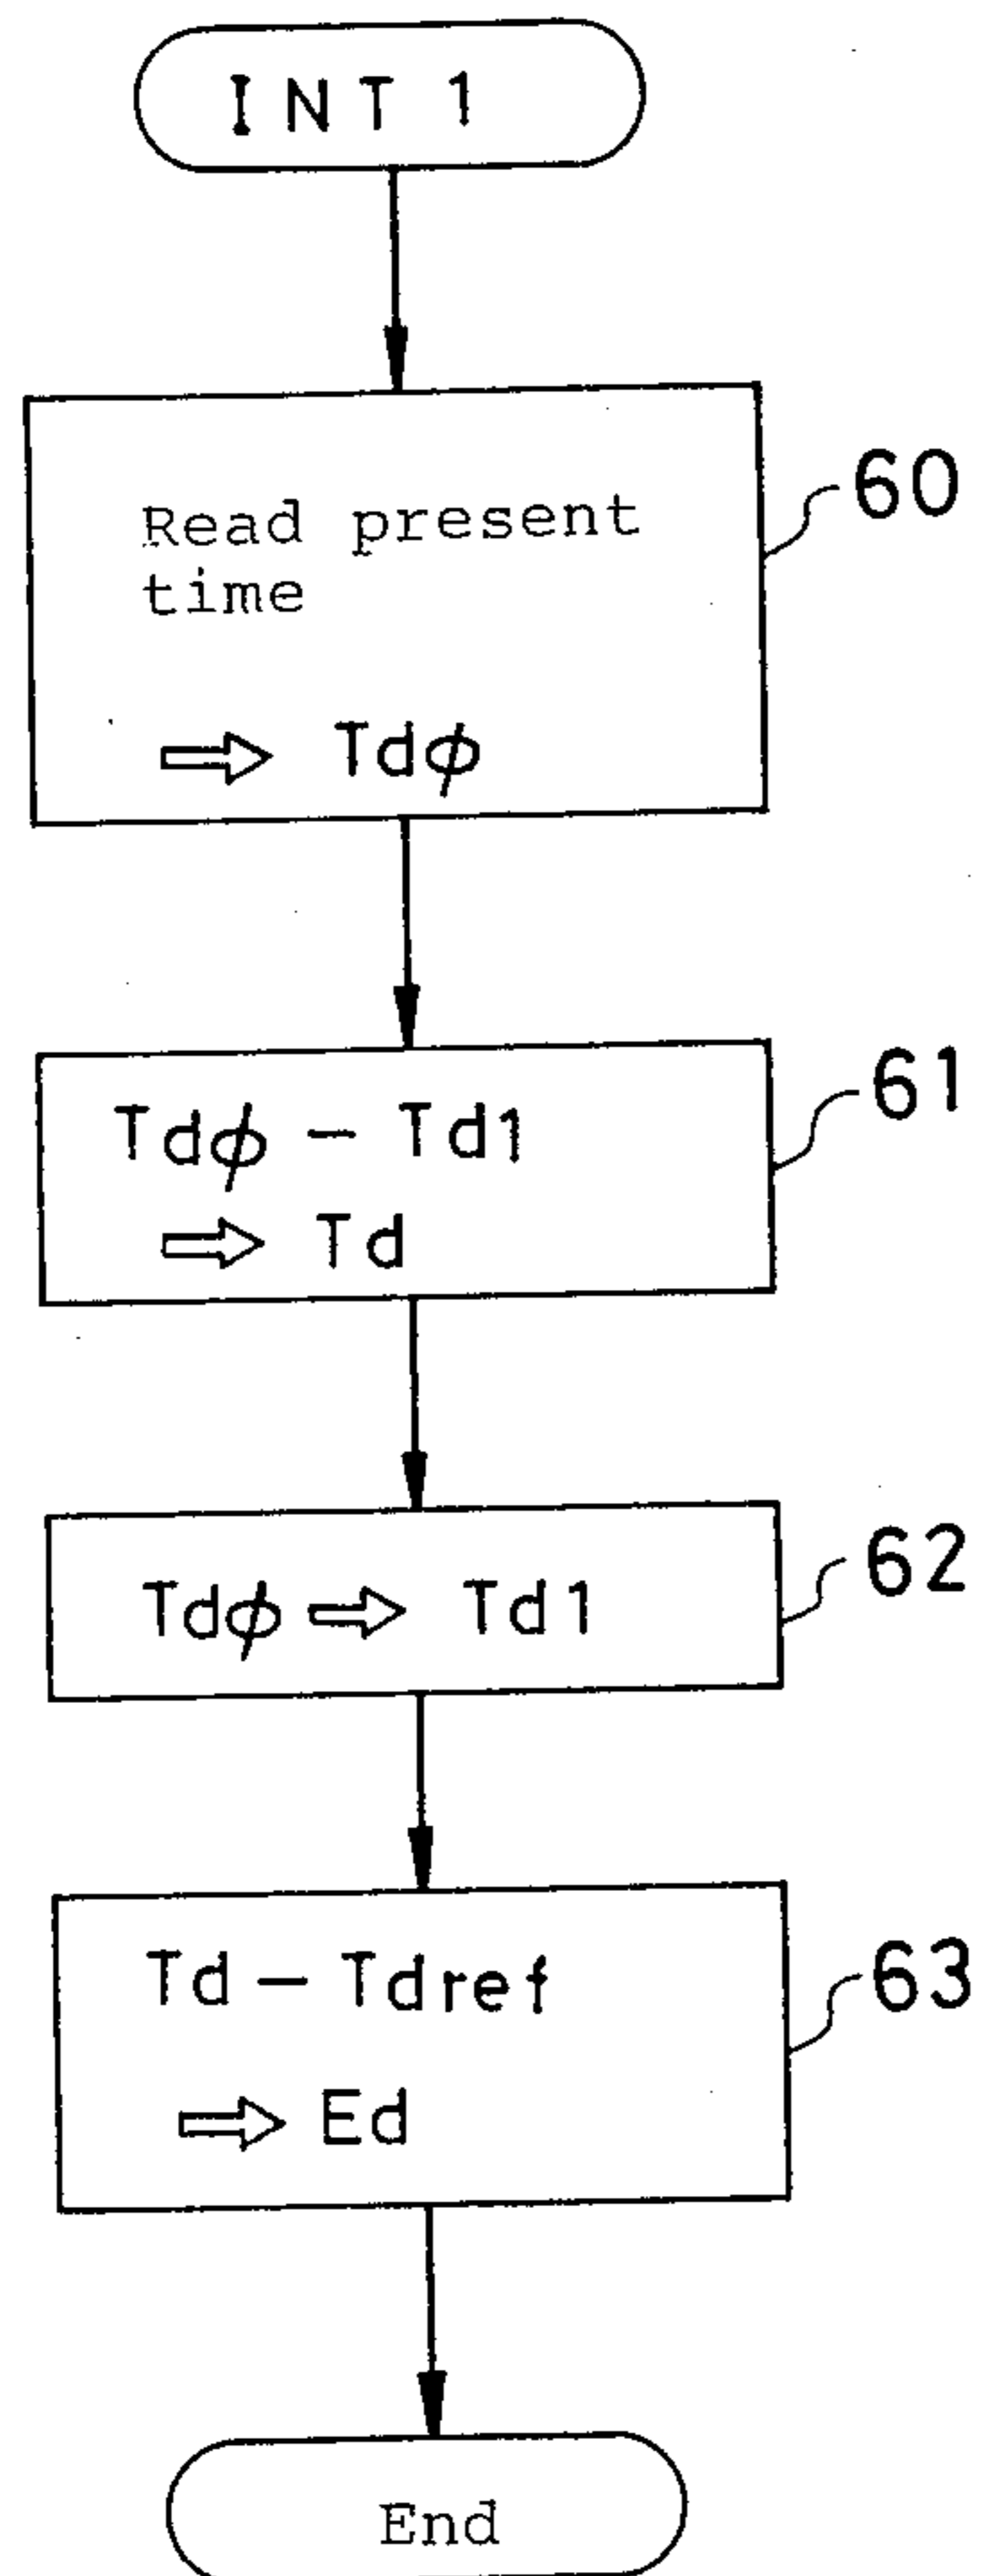 INT 1
Read present
time
⇒ Tdϕ
60
Tdϕ - Td1
⇒ Td
61
Tdϕ ⇒ Td1
62
Td - Tdref
⇒ Ed
63
End